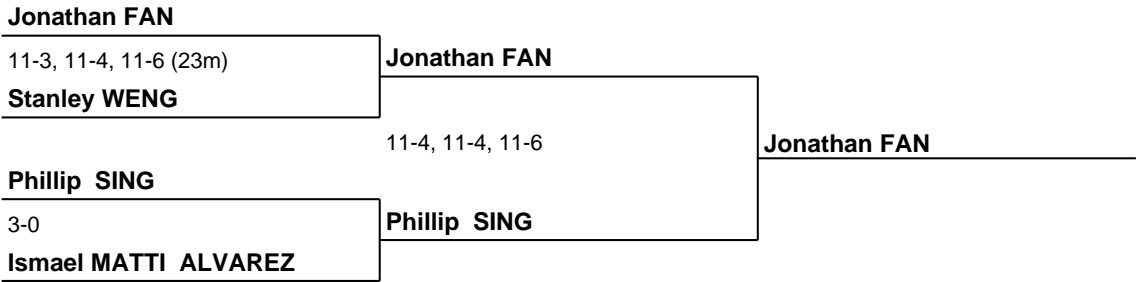 Jonathan FAN
11-3, 11-4, 11-6 (23m)
Jonathan FAN
Stanley WENG
11-4, 11-4, 11-6
Jonathan FAN
Phillip  SING
3-0
Phillip  SING
Ismael MATTI  ALVAREZ